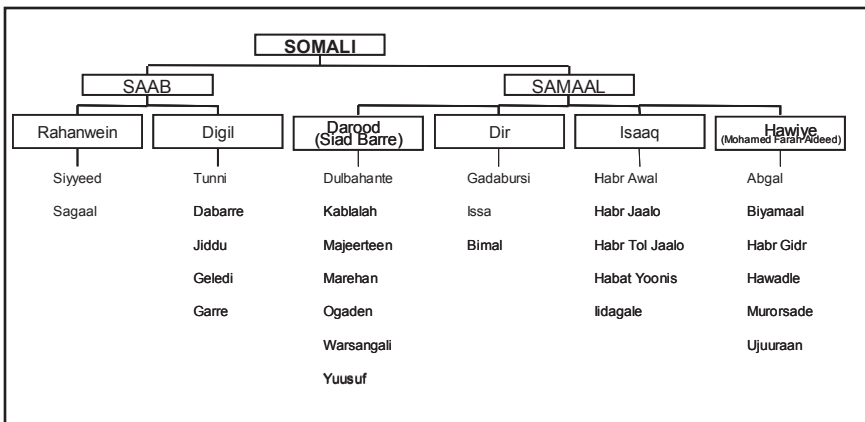 SOMALI
SAAB
SAMAAL
Rahanwein
Siyyeed
Sagaal
Digil
Tunni
Dabarre
Jiddu
Geledi
Garre
Darood
(Siad Barre)
Dulbahante
Kablalah
Majeerteen
Marehan
Ogaden
Warsangali
Yuusuf
Dir
Gadabursi
Issa
Bimal
Isaaq
Habr Awal
Habr Jaalo
Habr Tol Jaalo
Habat Yoonis
Iidagale
Hawiye
(Mohamed Farah Aideed)
Abgal
Biyamaal
Habr Gidr
Hawadle
Murorsade
Ujuuraan